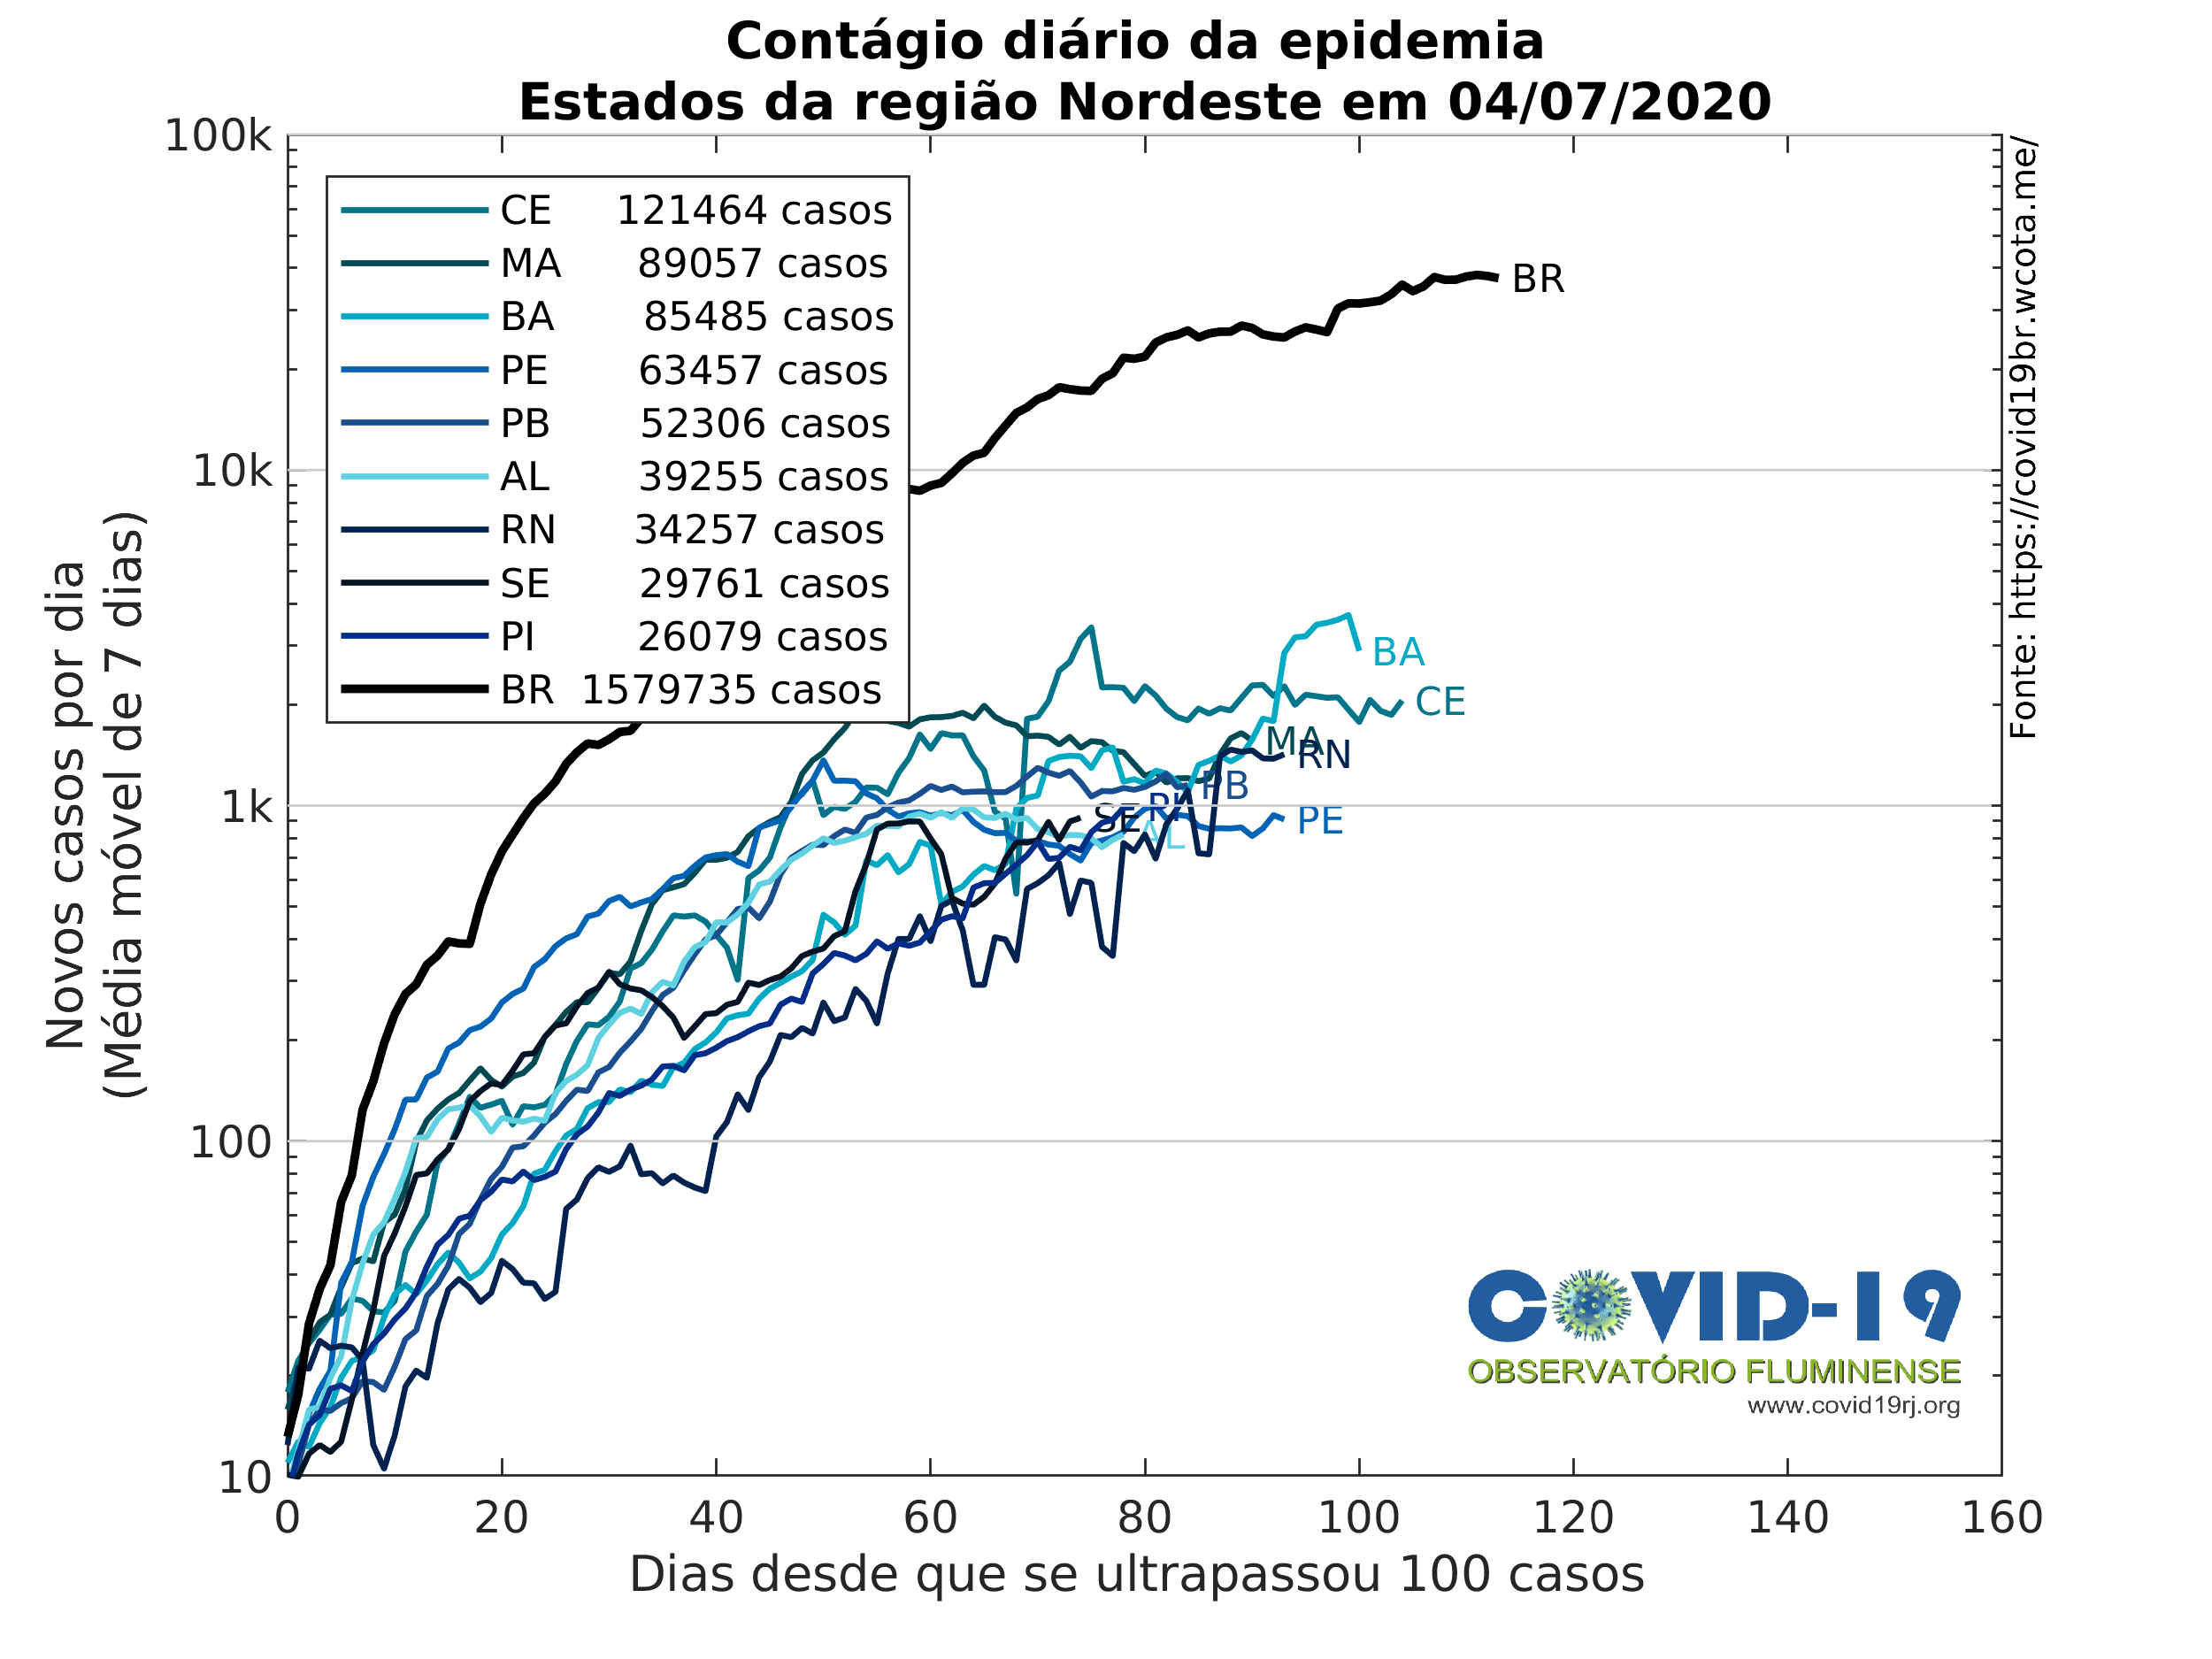 Contágio diário da epidemia
Estados da região Nordeste em 04/07/2020
Novos casos por dia
(Média móvel de 7 dias)
100k
10k
1k
100
10
CE 121464 casos
MA 89057 casos
BA 85485 casos
PE 63457 casos
PB 52306 casos
AL 39255 casos
RN 34257 casos
SE 29761 casos
PI 26079 casos
BR 1579735 casos
BR
BA
CE
MA
RN
PB
PI
SE
AL
PE
Fonte: https://covid19br.wcota.me/
COVID-19
OBSERVATÓRIO FLUMINENSE
www.covid19rj.org
0 20 40 60 80 100 120 140 160
Dias desde que se ultrapassou 100 casos